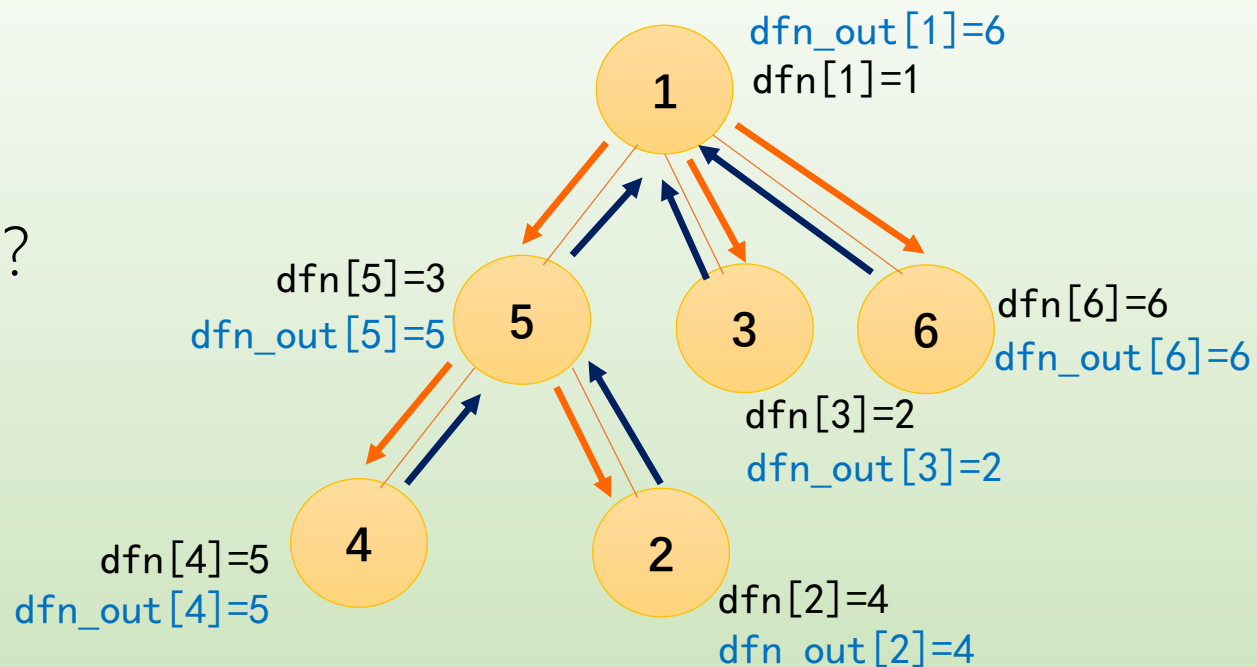 dfn_out[1]=6
dfn[1]=1
1
?
dfn[5]=3
dfn_out[5]=5
5
3
6
dfn[6]=6
dfn_out[6]=6
dfn[3]=2
dfn_out[3]=2
4
2
dfn[4]=5
dfn_out[4]=5
dfn[2]=4
dfn_out[2]=4